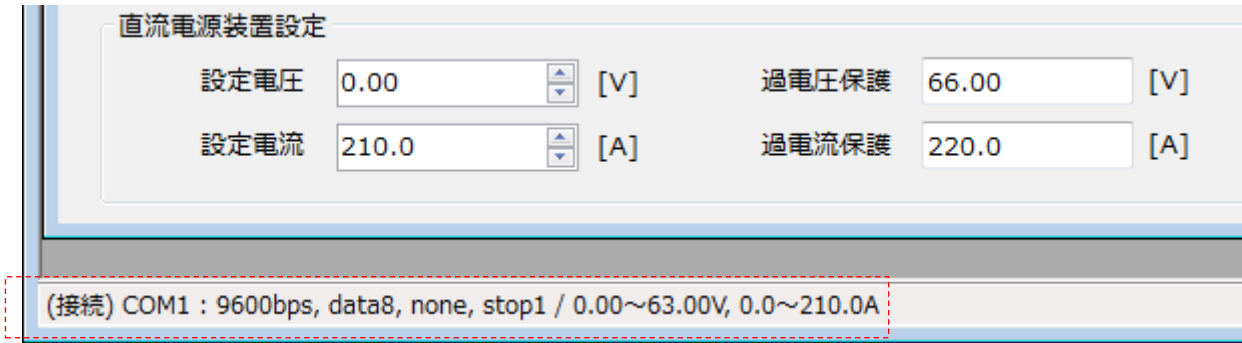 直流電源装置設定
設定電圧 0.00 [V] 過電圧保護 66.00 [V]
設定電流 210.0 [A] 過電流保護 220.0 [A]
(接続) COM1 : 9600bps, data8, none, stop1 / 0.00～63.00V, 0.0～210.0A